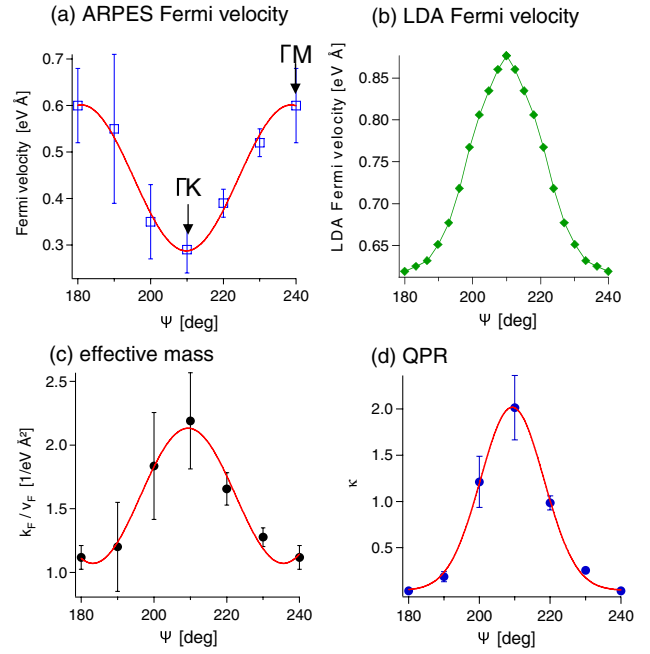 (a) ARPES Fermi velocity
(b) LDA Fermi velocity
0.7
0.6
0.5
0.4
0.3
Fermi velocity [eV Å]
ΓM
ΓK
180
200
220
240
Ψ [deg]
0.85
0.80
0.75
0.70
0.65
LDA Fermi velocity [eV Å]
180
200
220
240
Ψ [deg]
(c) effective mass
(d) QPR
2.5
2.0
1.5
1.0
k_F / v_F [1/eV Å²]
180
200
220
240
Ψ [deg]
2.0
1.5
1.0
0.5
κ
180
200
220
240
Ψ [deg]